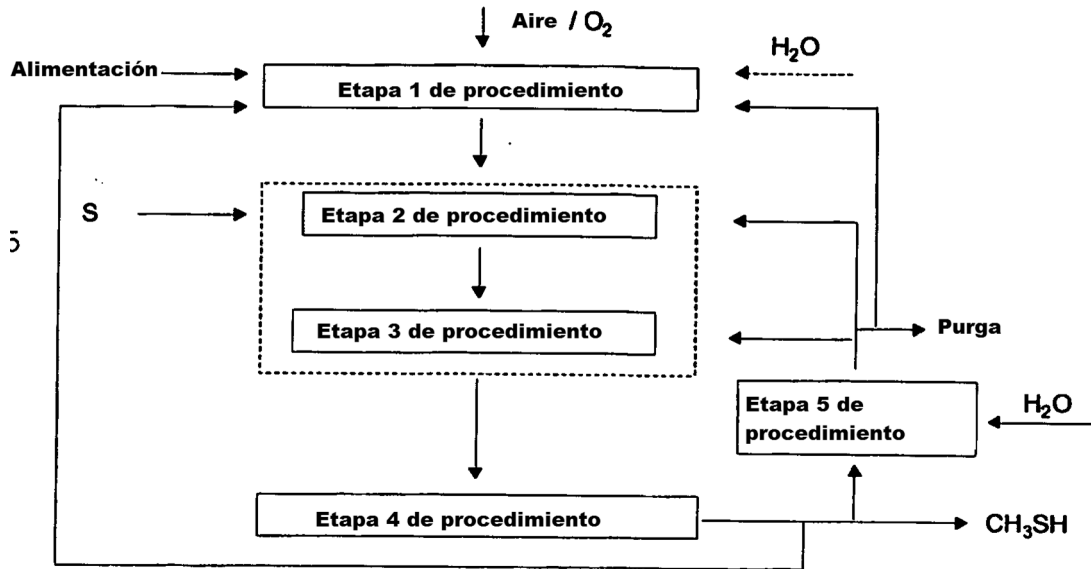 Aire / O₂
H₂O
Alimentación
Etapa 1 de procedimiento
S
Etapa 2 de procedimiento
Etapa 3 de procedimiento
Purga
Etapa 5 de
procedimiento
H₂O
Etapa 4 de procedimiento
CH₃SH